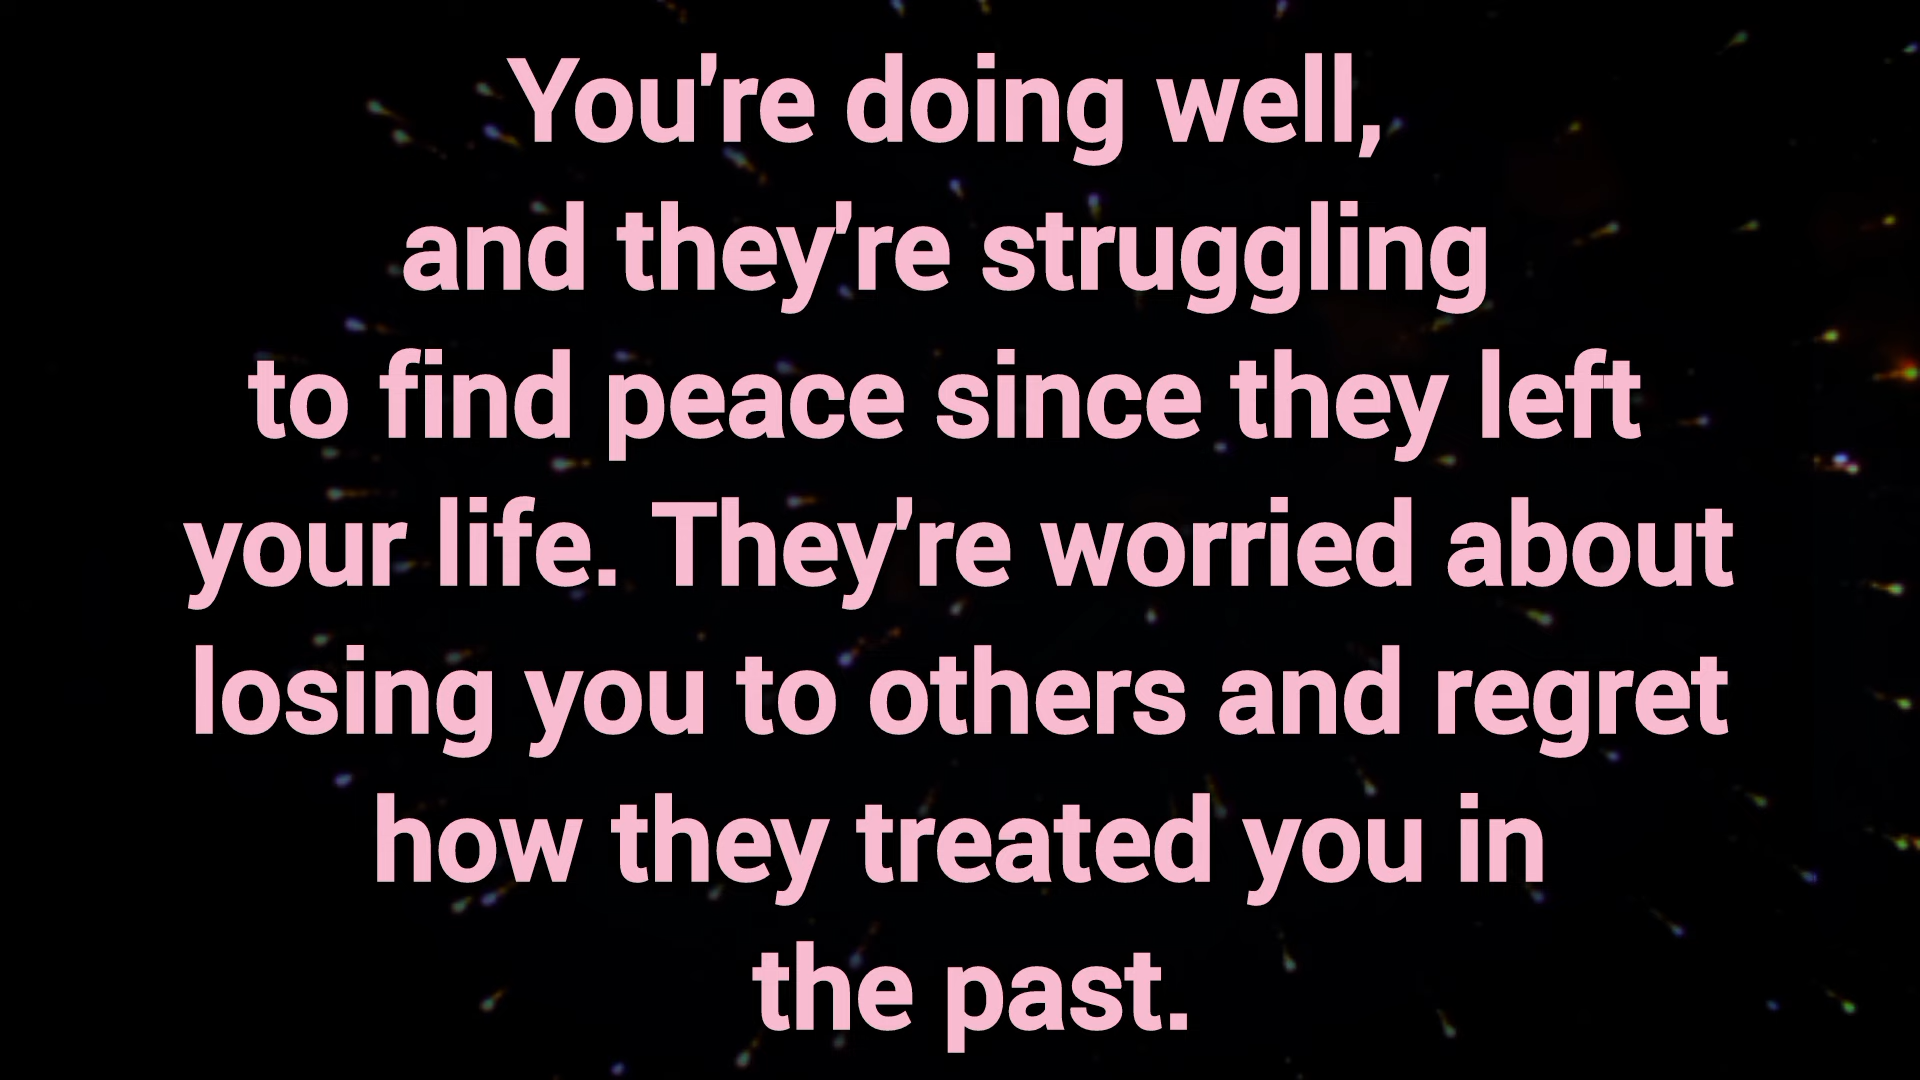 You're doing well,
and they're struggling
to find peace since they left
your life. They're worried about
losing you to others and regret
how they treated you in
the past.